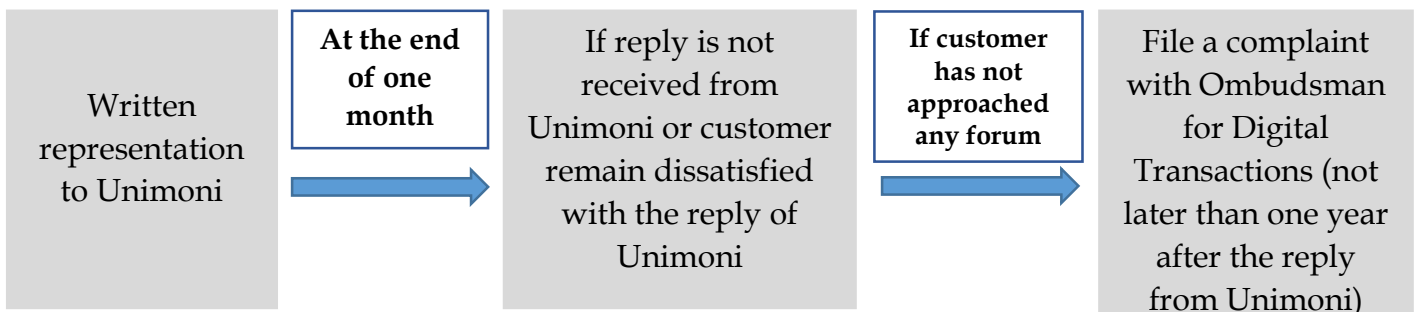 Written
representation
to Unimoni
At the end
of one
month
If reply is not
received from
Unimoni or customer
remain dissatisfied
with the reply of
Unimoni
If customer
has not
approached
any forum
File a complaint
with Ombudsman
for Digital
Transactions (not
later than one year
after the reply
from Unimoni)